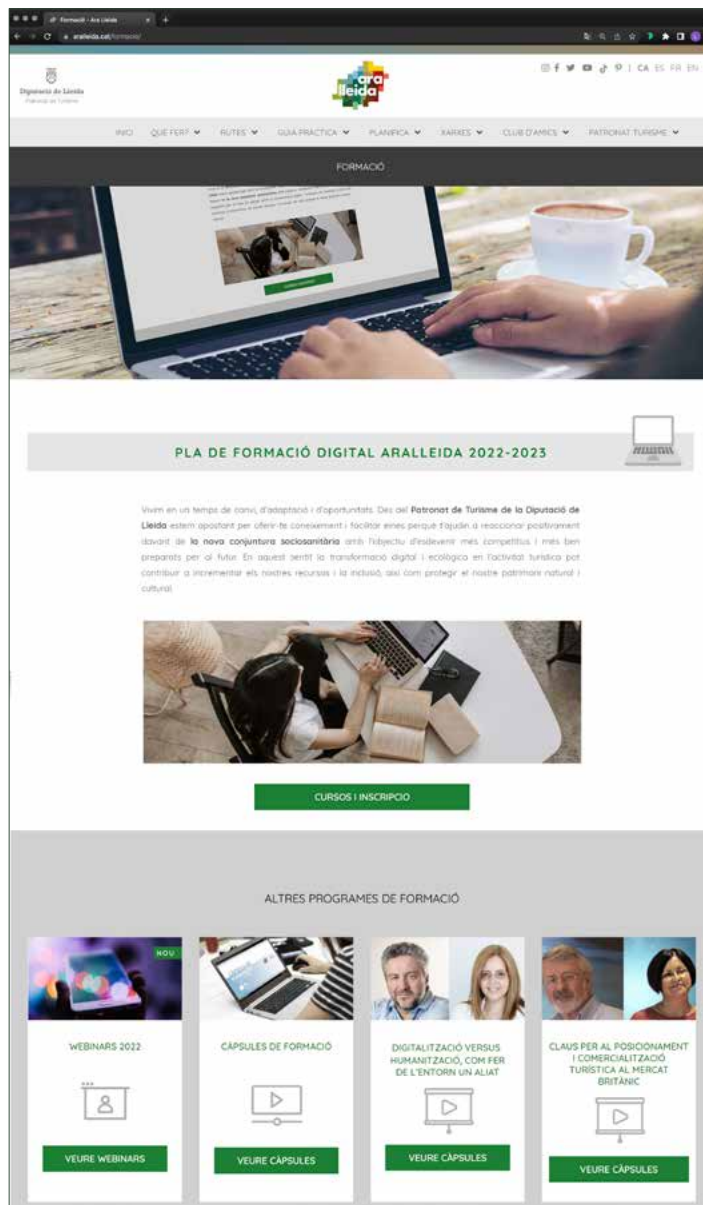 Formació - Ara Lleida
aralleida.cat/formacio/
Diputació de Lleida
Patronat de Turisme
ara
lleida
CA ES FR EN
INICI QUÈ FER? RUTES GUIA PRÀCTICA PLANIFICA XARXES CLUB D'AMICS PATRONAT TURISME
FORMACIÓ
PLA DE FORMACIÓ DIGITAL ARALLEIDA 2022-2023
Vivim en un temps de canvi, d'adaptació i d'oportunitats. Des del Patronat de Turisme de la Diputació de
Lleida estem apostant per oferir-te coneixement i facilitar eines perquè t'ajudin a reaccionar positivament
davant de la nova conjuntura sociosanitària amb l'objectiu d'esdevenir més competitius i més ben
preparats per al futur. En aquest sentit la transformació digital i ecològica en l'activitat turística pot
contribuir a incrementar els nostres recursos i la inclusió, així com protegir el nostre patrimoni natural i
cultural.
CURSOS I INSCRIPCIO
ALTRES PROGRAMES DE FORMACIÓ
NOU
WEBINARS 2022
VEURE WEBINARS
CÀPSULES DE FORMACIÓ
VEURE CÀPSULES
DIGITALITZACIÓ VERSUS
HUMANITZACIÓ, COM FER
DE L'ENTORN UN ALIAT
VEURE CÀPSULES
CLAUS PER AL POSICIONAMENT
I COMERCIALITZACIÓ
TURÍSTICA AL MERCAT
BRITÀNIC
VEURE CÀPSULES